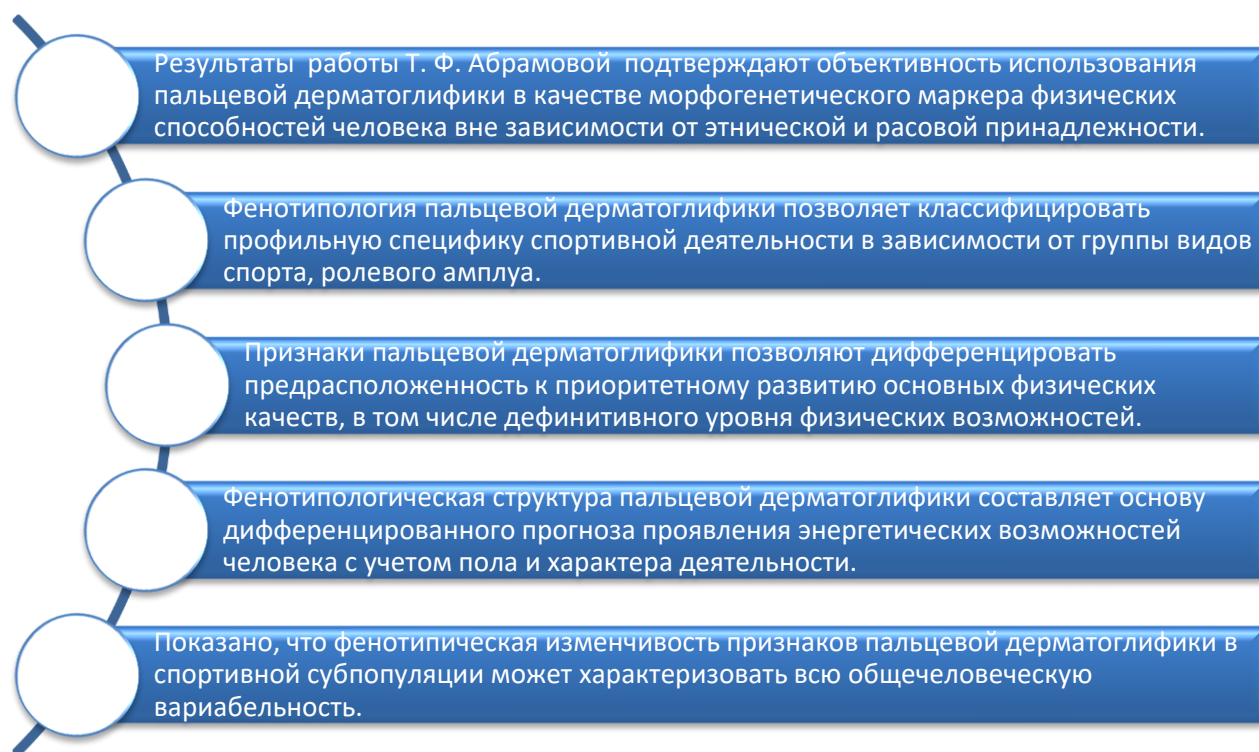 Результаты работы Т. Ф. Абрамовой подтверждают объективность использования
пальцевой дерматоглифики в качестве морфогенетического маркера физических
способностей человека вне зависимости от этнической и расовой принадлежности.
Фенотипология пальцевой дерматоглифики позволяет классифицировать
профильную специфику спортивной деятельности в зависимости от группы видов
спорта, ролевого амплуа.
Признаки пальцевой дерматоглифики позволяют дифференцировать
предрасположенность к приоритетному развитию основных физических
качеств, в том числе дефинитивного уровня физических возможностей.
Фенотипологическая структура пальцевой дерматоглифики составляет основу
дифференцированного прогноза проявления энергетических возможностей
человека с учетом пола и характера деятельности.
Показано, что фенотипическая изменчивость признаков пальцевой дерматоглифики в
спортивной субпопуляции может характеризовать всю общечеловеческую
вариабельность.